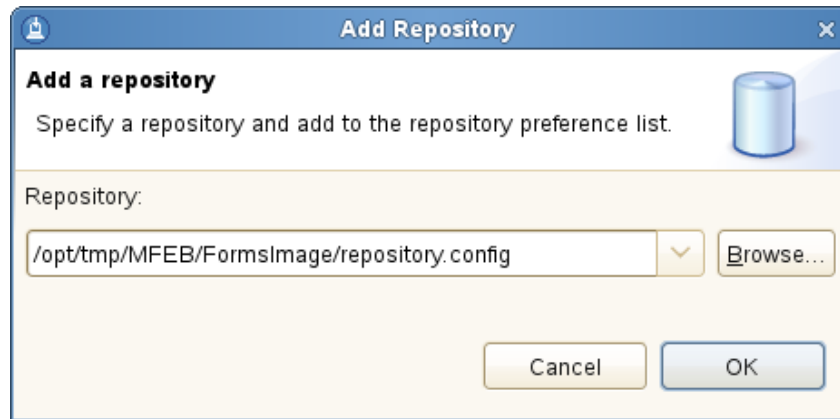 Add Repository
Add a repository
Specify a repository and add to the repository preference list.
Repository:
/opt/tmp/MFEB/FormsImage/repository.config
Browse...
Cancel
OK